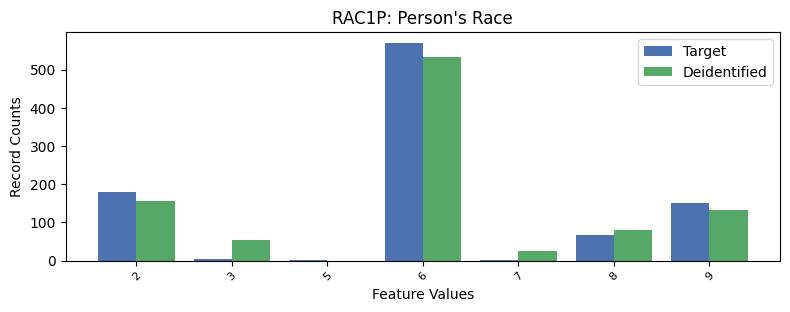 RAC1P: Person's Race
Target
Deidentified
Record Counts
500
400
300
200
100
0
2 3 5 6 7 8 9
Feature Values